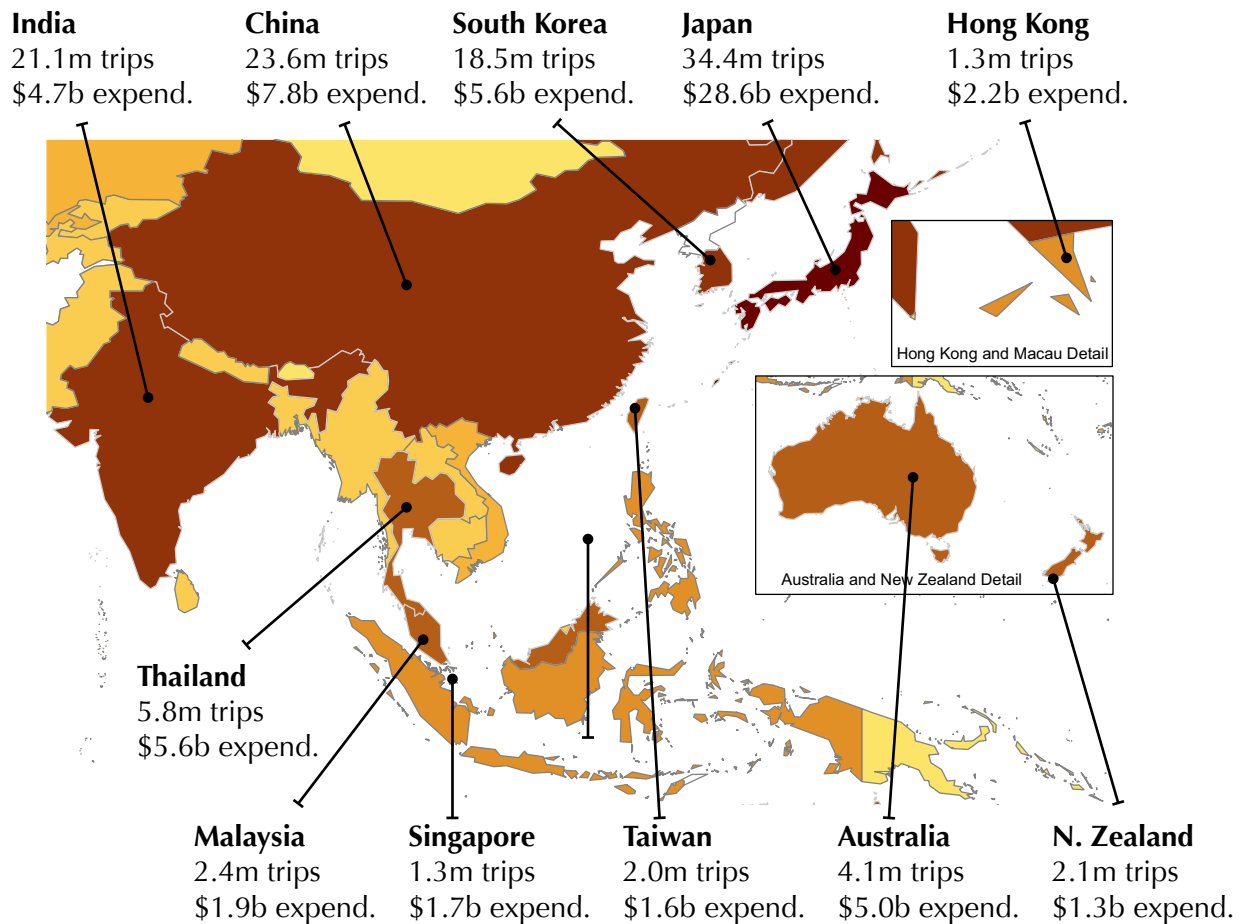 India
21.1m trips
$4.7b expend.
China
23.6m trips
$7.8b expend.
South Korea
18.5m trips
$5.6b expend.
Japan
34.4m trips
$28.6b expend.
Hong Kong
1.3m trips
$2.2b expend.
Hong Kong and Macau Detail
Australia and New Zealand Detail
Thailand
5.8m trips
$5.6b expend.
Malaysia
2.4m trips
$1.9b expend.
Singapore
1.3m trips
$1.7b expend.
Taiwan
2.0m trips
$1.6b expend.
Australia
4.1m trips
$5.0b expend.
N. Zealand
2.1m trips
$1.3b expend.